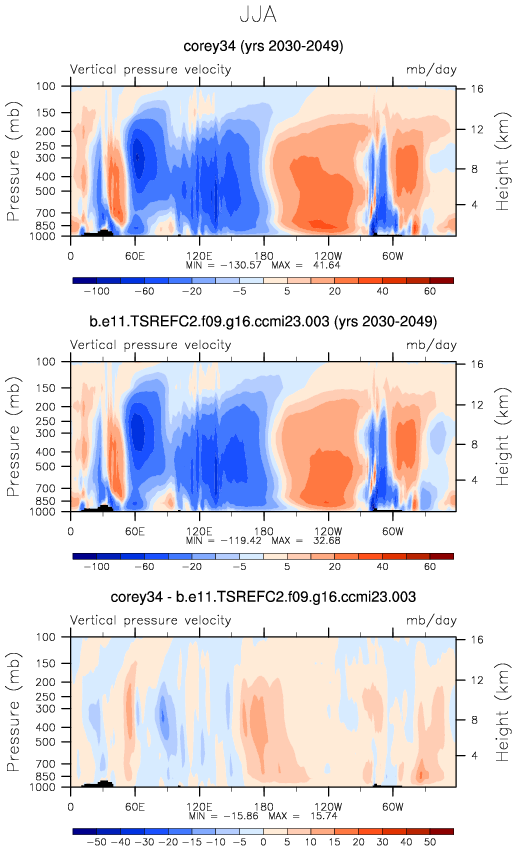 JJA
corey34 (yrs 2030-2049)
Vertical pressure velocity mb/day
Pressure (mb)
100
150
200
250
300
400
500
700
850
1000
16
12
8
4
Height (km)
0 60E 120E 180 120W 60W
MIN = -130.57 MAX = 41.64
-100 -60 -40 -20 -5 5 20 40 60
b.e11.TSREFC2.f09.g16.ccmi23.003 (yrs 2030-2049)
Vertical pressure velocity mb/day
Pressure (mb)
100
150
200
250
300
400
500
700
850
1000
16
12
8
4
Height (km)
0 60E 120E 180 120W 60W
MIN = -119.42 MAX = 32.68
-100 -60 -40 -20 -5 5 20 40 60
corey34 - b.e11.TSREFC2.f09.g16.ccmi23.003
Vertical pressure velocity mb/day
Pressure (mb)
100
150
200
250
300
400
500
700
850
1000
16
12
8
4
Height (km)
0 60E 120E 180 120W 60W
MIN = -15.86 MAX = 15.74
-50 -40 -30 -20 -15 -10 -5 0 5 10 15 20 30 40 50